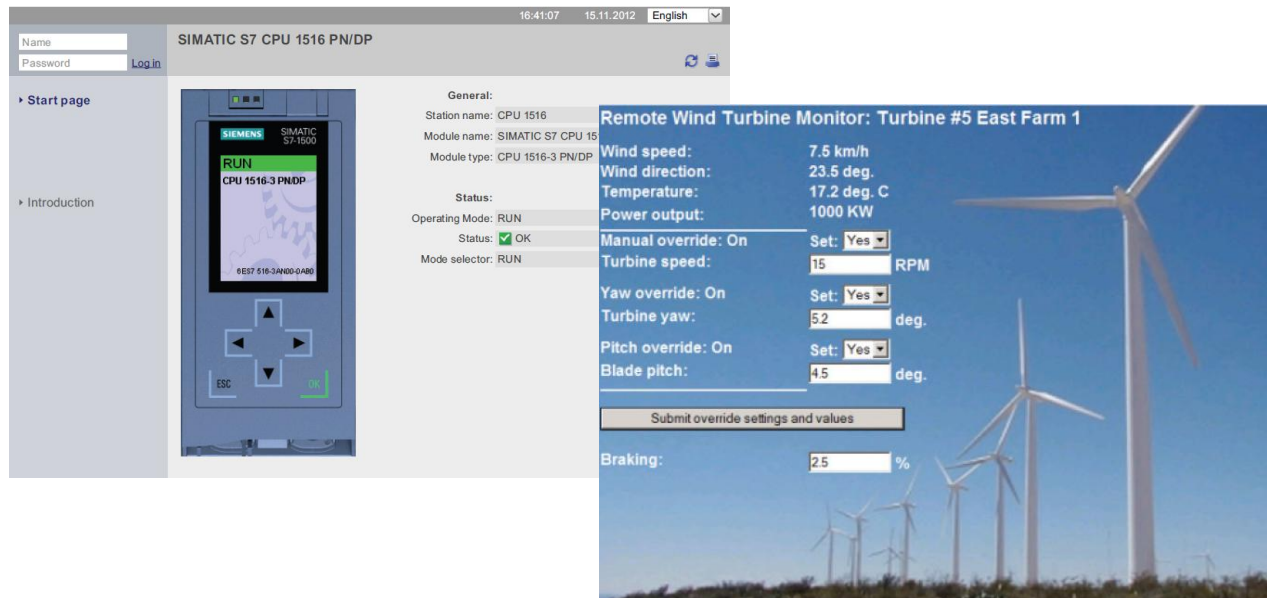 16:41:07 15.11.2012 English
Name
Password Log in
SIMATIC S7 CPU 1516 PN/DP
Start page
Introduction
SIEMENS SIMATIC
S7-1500
RUN
CPU 1516-3 PN/DP
6ES7 516-3AN00-0AB0
ESC OK
General:
Station name: CPU 1516
Module name: SIMATIC S7 CPU 15
Module type: CPU 1516-3 PN/DP
Status:
Operating Mode: RUN
Status: OK
Mode selector: RUN
Remote Wind Turbine Monitor: Turbine #5 East Farm 1
Wind speed: 7.5 km/h
Wind direction: 23.5 deg.
Temperature: 17.2 deg. C
Power output: 1000 KW
Manual override: On Set: Yes
Turbine speed: 15 RPM
Yaw override: On Set: Yes
Turbine yaw: 5.2 deg.
Pitch override: On Set: Yes
Blade pitch: 4.5 deg.
Submit override settings and values
Braking: 2.5 %